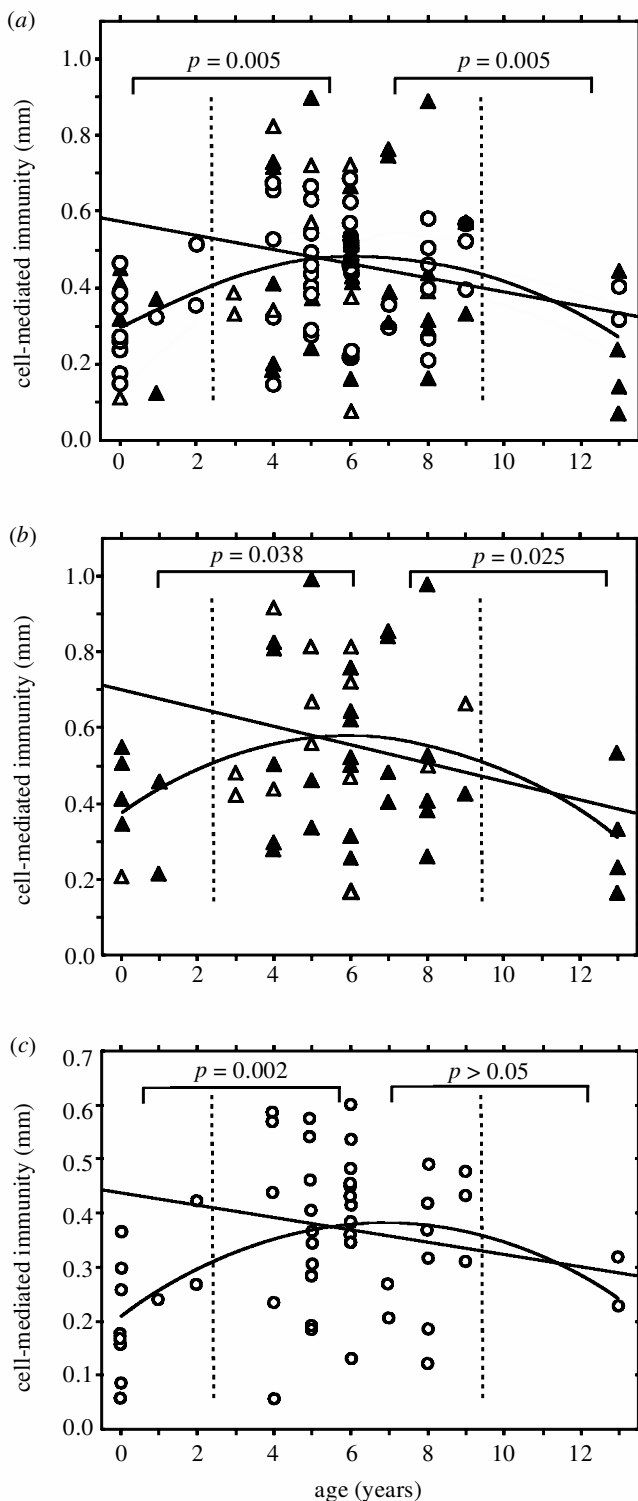 (a)
p = 0.005 p = 0.005
1.0
0.8
0.6
0.4
0.2
0.0
cell-mediated immunity (mm)
0 2 4 6 8 10 12
(b)
p = 0.038 p = 0.025
1.0
0.8
0.6
0.4
0.2
0.0
cell-mediated immunity (mm)
0 2 4 6 8 10 12
(c)
p = 0.002 p > 0.05
0.7
0.6
0.5
0.4
0.3
0.2
0.1
0.0
cell-mediated immunity (mm)
0 2 4 6 8 10 12
age (years)